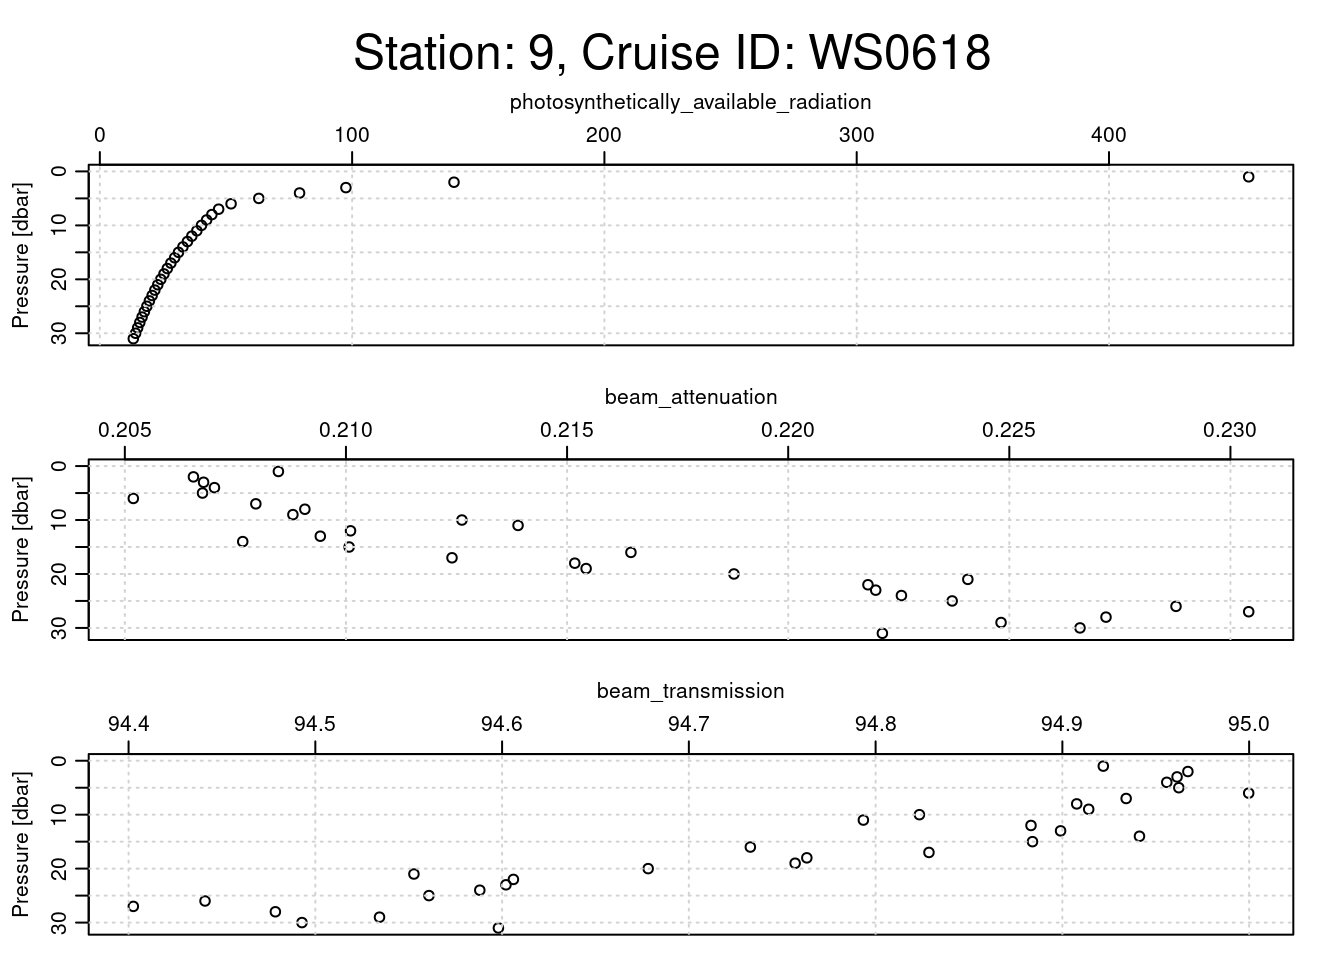 Station: 9, Cruise ID: WS0618
photosynthetically_available_radiation
0 100 200 300 400
Pressure [dbar]
0
10
20
30
beam_attenuation
0.205 0.210 0.215 0.220 0.225 0.230
Pressure [dbar]
0
10
20
30
beam_transmission
94.4 94.5 94.6 94.7 94.8 94.9 95.0
Pressure [dbar]
0
10
20
30